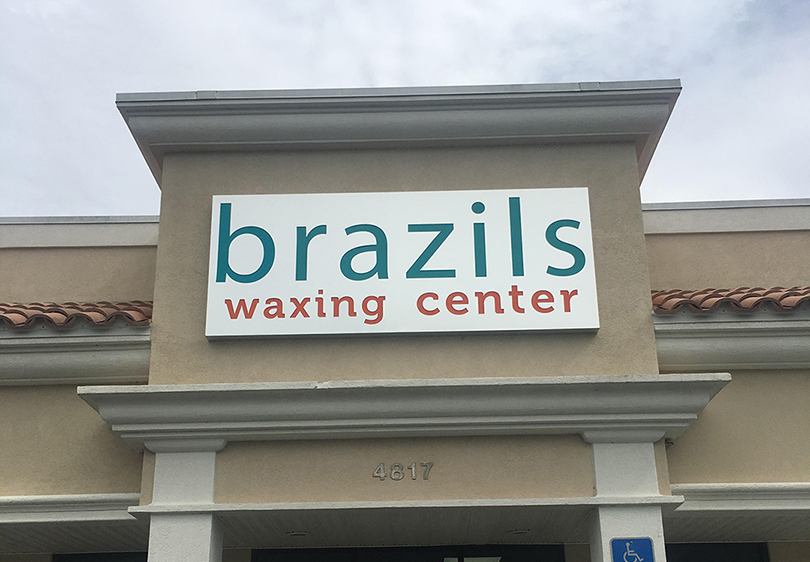 brazils
waxing center
4817